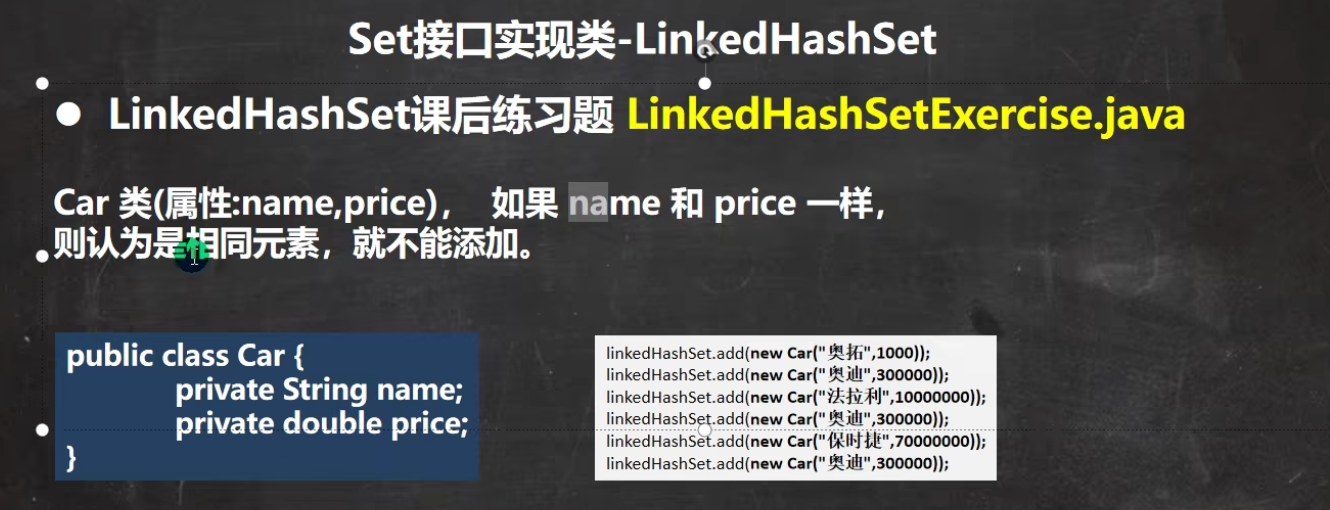 Set接口实现类-LinkedHashSet
● LinkedHashSet课后练习题 LinkedHashSetExercise.java
Car 类(属性:name,price)， 如果 name 和 price 一样，
则认为是相同元素，就不能添加。
public class Car {
private String name;
private double price;
}
linkedHashSet.add(new Car("奥拓",1000));
linkedHashSet.add(new Car("奥迪",300000));
linkedHashSet.add(new Car("法拉利",10000000));
linkedHashSet.add(new Car("奥迪",300000));
linkedHashSet.add(new Car("保时捷",70000000));
linkedHashSet.add(new Car("奥迪",300000));